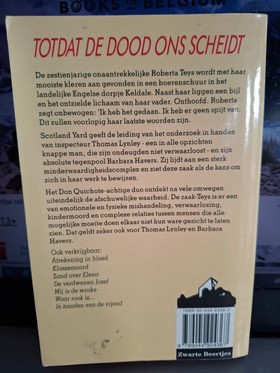 BOOKS IN BELGI
TOTDAT DE DOOD ONS SCHEIDT
De zestienjarige onaantrekkelijke Roberta Teys wordt met haar
mooiste kleren aan gevonden in een boerenschuur in het
landelijke Engelse dorpje Keldale. Naast haar liggen een bijl
en het ontzielde lichaam van haar vader. Onthoofd. Roberta
zegt onbewogen: 'Ik heb het gedaan. Ik heb er geen spijt van.'
Dit zullen voorlopig haar laatste woorden zijn.
Scotland Yard geeft de leiding van het onderzoek in handen
van inspecteur Thomas Lynley – een in alle opzichten
knappe man, die zijn ondeugden niet verwaarloost - en zijn
absolute tegenpool Barbara Havers. Zij lijdt aan een sterk
minderwaardigheidscomplex en ziet deze zaak als de kans om
zich in haar werk te bewijzen.
Het Don Quichote-achtige duo ontdekt na vele omwegen
uiteindelijk de afschuwelijke waarheid. De zaak-Teys is er een
van emotionele en fysieke mishandeling, verwaarlozing,
kindermoord en complexe relaties tussen mensen die alle
mogelijke moeite doen elkaar niet hun ware gezicht te laten
zien. Dat geldt zeker ook voor Thomas Lynley en Barbara
Havers.
Ook verkrijgbaar:
Afrekening in bloed
Klassemoord
Zand over Elena
De verdwenen Jozef
Mij is de wrake
Waar rook is...
In handen van de vijand
Zwarte Beertjes